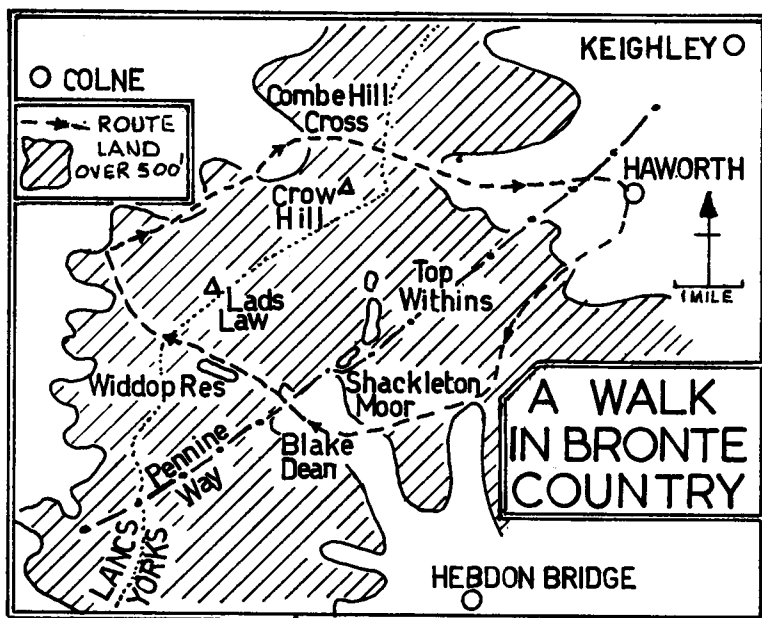 KEIGHLEY
COLNE
Combe Hill
Cross
ROUTE
LAND
OVER 500'
HAWORTH
Crow
Hill
1 MILE
Top
Withins
Lads
Law
Widdop Res
Shackleton
Moor
Blake
Dean
Pennine
Way
A WALK
IN BRONTE
COUNTRY
LANCS
YORKS
HEBDON BRIDGE